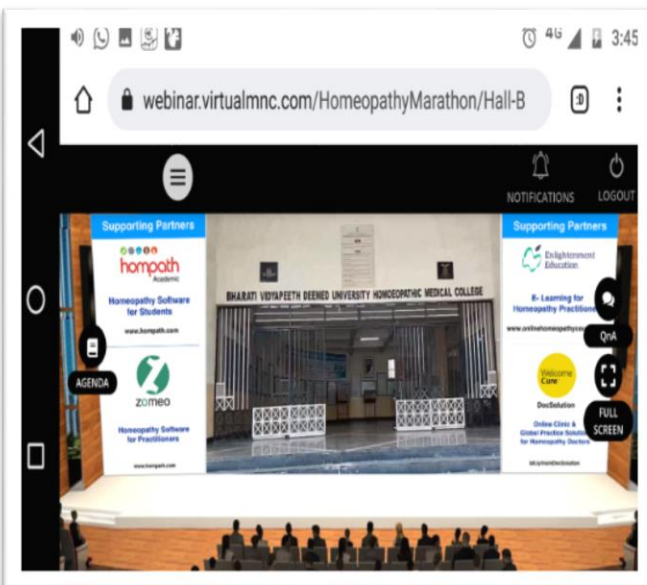 4G 3:45
webinar.virtualmnc.com/HomeopathyMarathon/Hall-B
:D
NOTIFICATIONS
LOGOUT
Supporting Partners
hompath
Academic
Homeopathy Software
for Students
www.hompath.com
AGENDA
zomeo
Homeopathy Software
for Practitioners
www.hompath.com
BHARATI VIDYAPEETH DEEMED UNIVERSITY HOMOEOPATHIC MEDICAL COLLEGE
Supporting Partners
Enlightenment
Education
E- Learning for
Homeopathy Practitione
www.onlinehomeopathycou
QnA
Welcome
Cure
DocSolution
Online Clinic &
Global Practice Solution
for Homeopathy Doctors
FULL
SCREEN